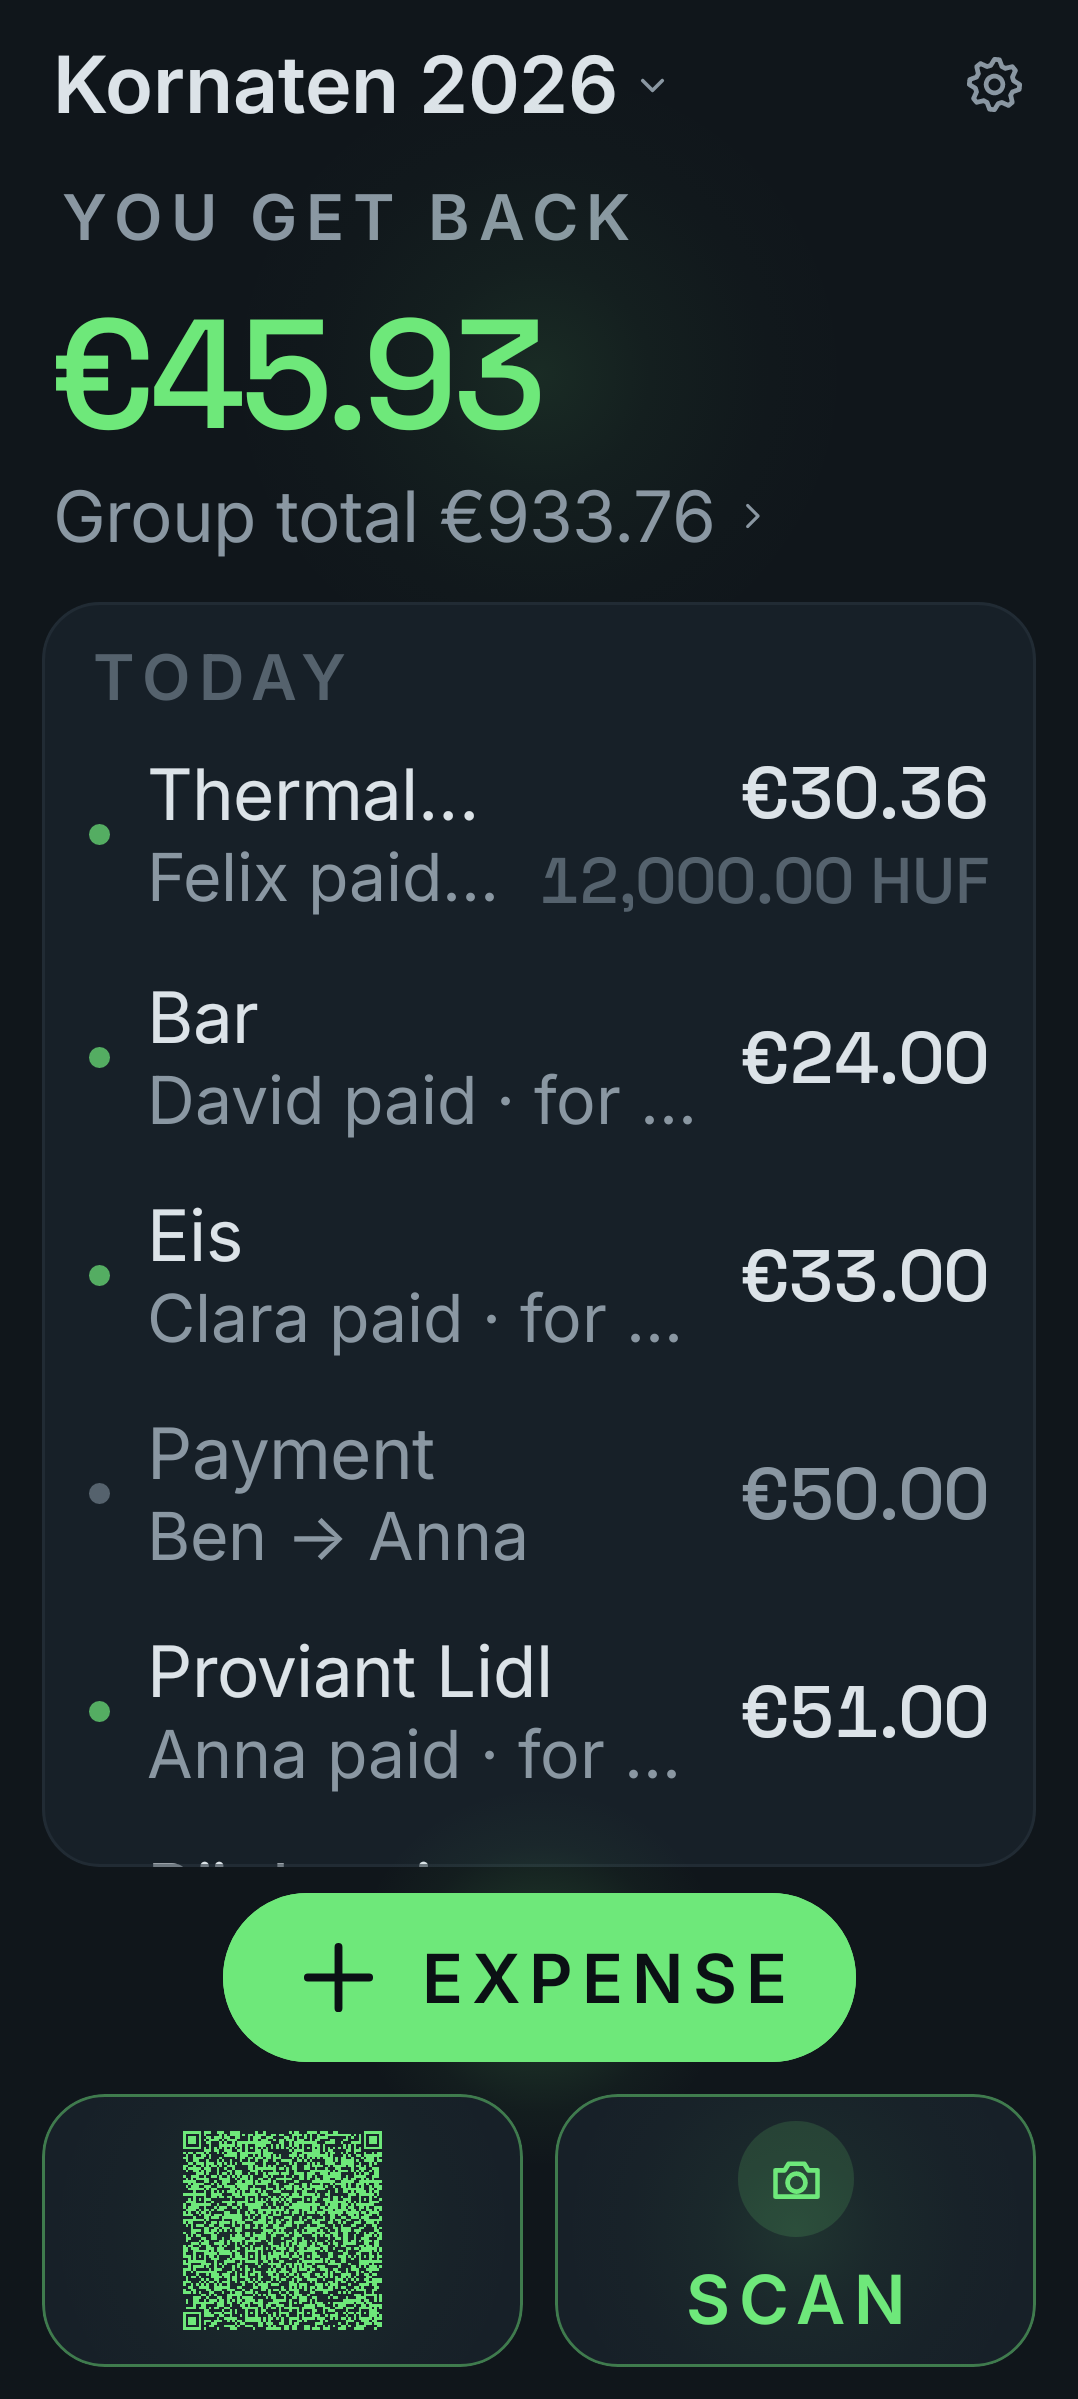 Kornaten 2026
YOU GET BACK
€45.93
Group total €933.76
TODAY
Thermal...
€30.36
Felix paid...
12,000.00 HUF
Bar
€24.00
David paid · for ...
Eis
€33.00
Clara paid · for ...
Payment
€50.00
Ben → Anna
Proviant Lidl
€51.00
Anna paid · for ...
+ EXPENSE
SCAN